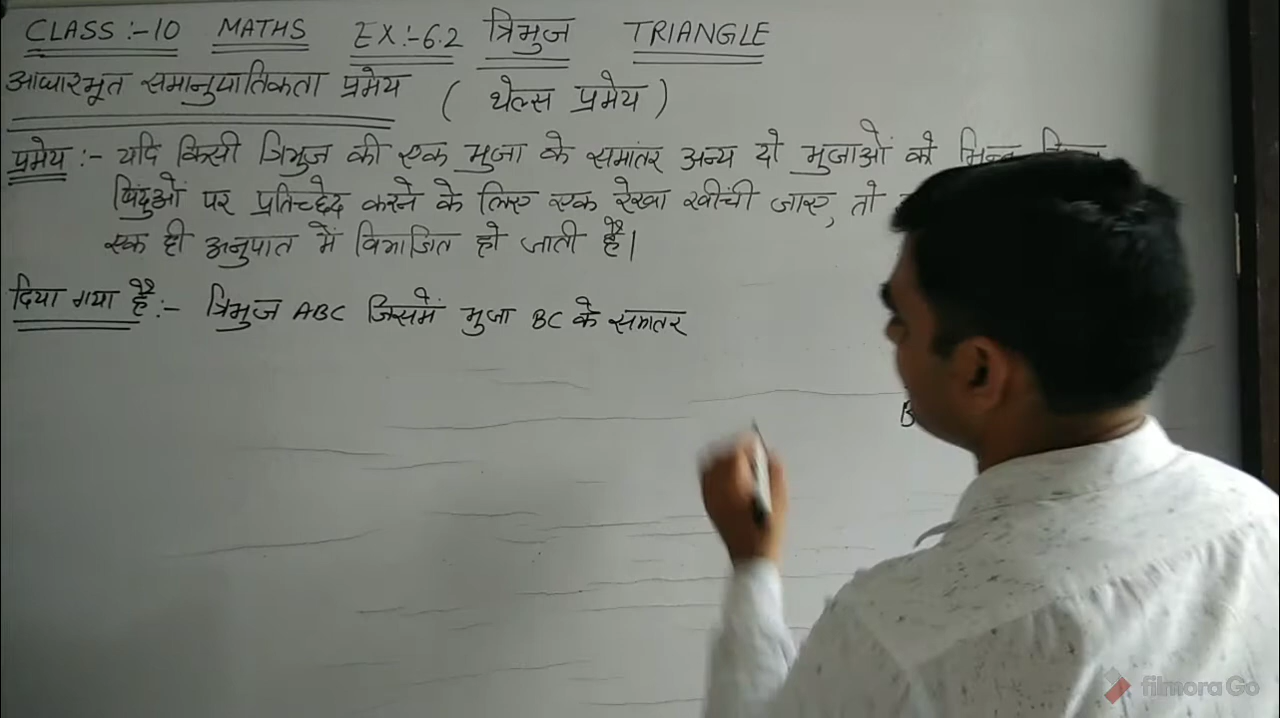 CLASS:-10 MATHS EX:-6.2 त्रिभुज TRIANGLE
आधारभूत समानुपातिकता प्रमेय ( थेल्स प्रमेय )
प्रमेय :- यदि किसी त्रिभुज की एक भुजा के समांतर अन्य दो भुजाओं को भिन्न
बिंदुओं पर प्रतिच्छेद करने के लिए एक रेखा खींची जाए, तो
एक ही अनुपात में विभाजित हो जाती है।
दिया गया है:- त्रिभुज ABC जिसमें भुजा BC के समातर
B
filmora Go